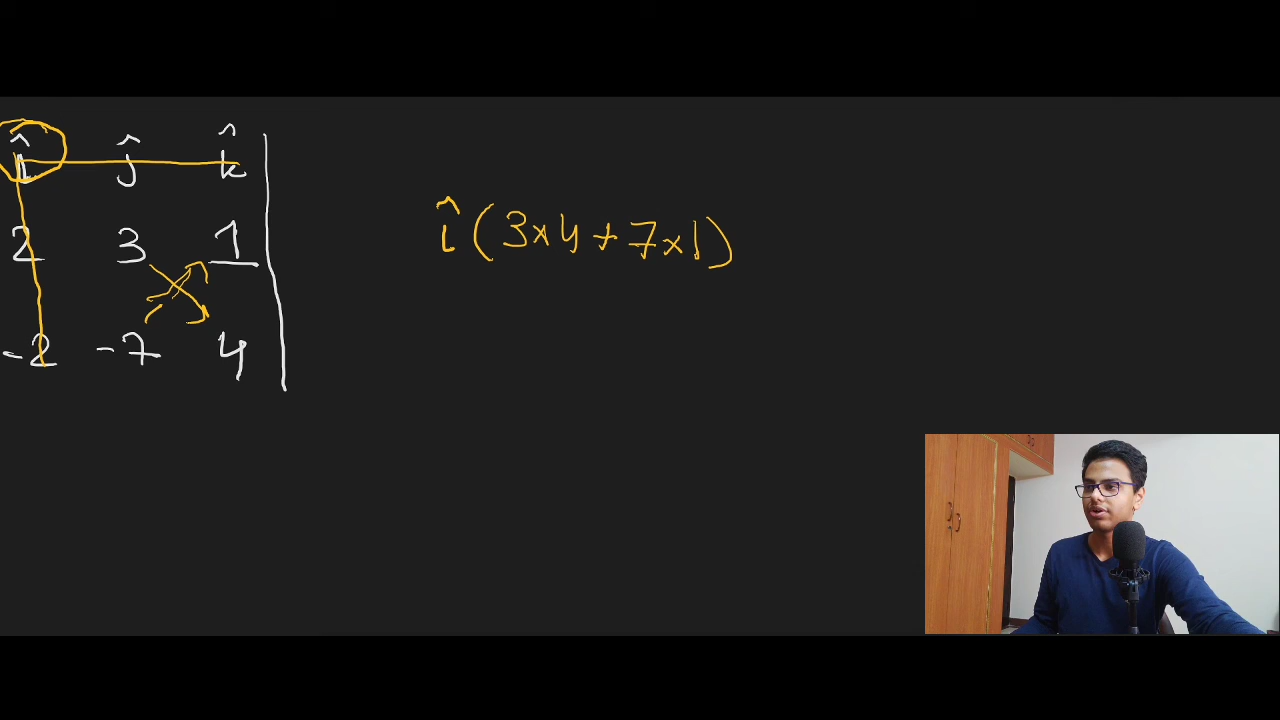 î ĵ k̂
2 3 1
-2 -7 4
î (3×4 + 7×1)